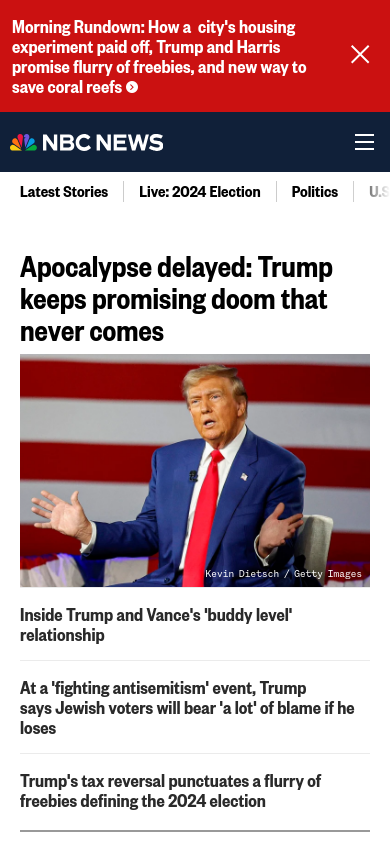 Morning Rundown: How a city's housing
experiment paid off, Trump and Harris
promise flurry of freebies, and new way to
save coral reefs
NBC NEWS
Latest Stories
Live: 2024 Election
Politics
U.S
Apocalypse delayed: Trump
keeps promising doom that
never comes
Kevin Dietsch / Getty Images
Inside Trump and Vance's 'buddy level'
relationship
At a 'fighting antisemitism' event, Trump
says Jewish voters will bear 'a lot' of blame if he
loses
Trump's tax reversal punctuates a flurry of
freebies defining the 2024 election